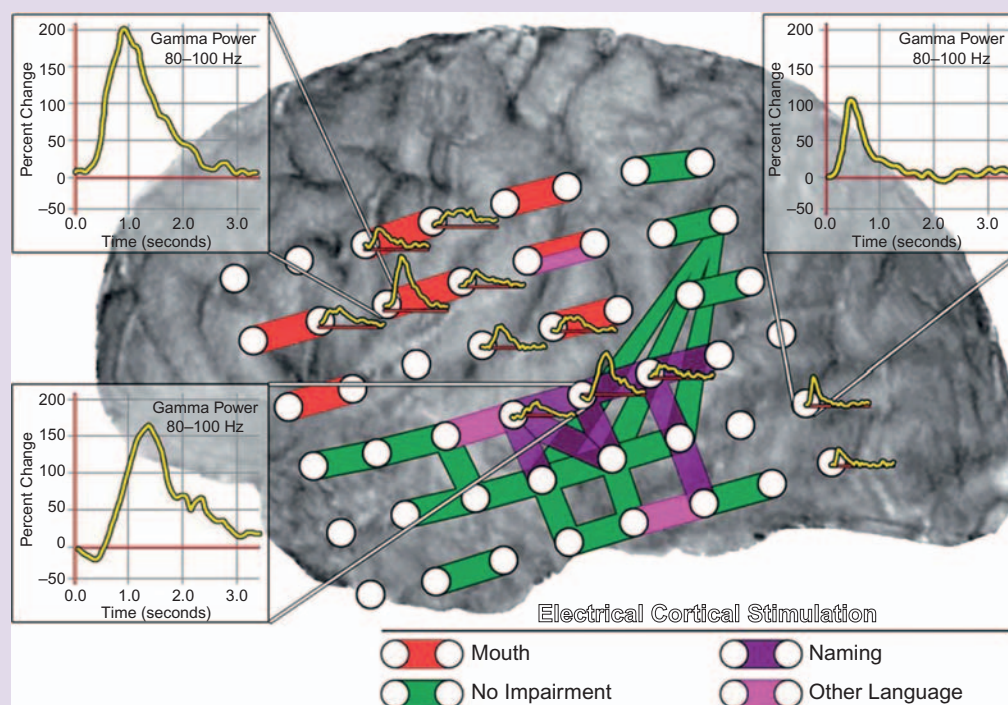 200
150
100
50
0
–50
Percent Change
Gamma Power
80–100 Hz
0.0 1.0 2.0 3.0
Time (seconds)
200
150
100
50
0
–50
Percent Change
Gamma Power
80–100 Hz
0.0 1.0 2.0 3.0
Time (seconds)
200
150
100
50
0
–50
Percent Change
Gamma Power
80–100 Hz
0.0 1.0 2.0 3.0
Time (seconds)
Electrical Cortical Stimulation
Mouth
Naming
No Impairment
Other Language